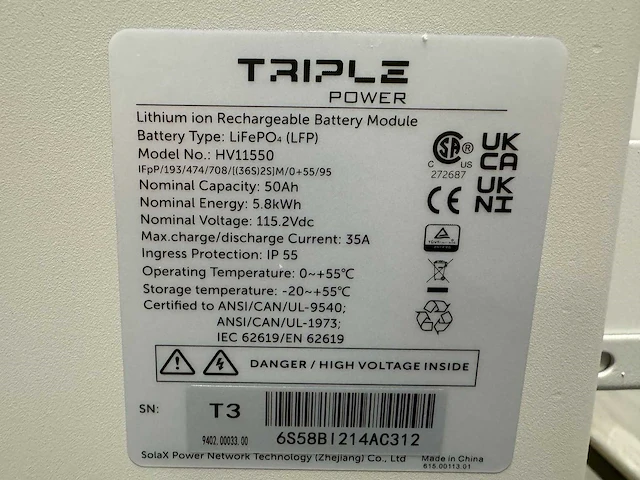 TRIPLE
POWER
Lithium ion Rechargeable Battery Module
Battery Type: LiFePO₄ (LFP)
Model No.: HV11550
IFpP/193/474/708/[(36S)2S]M/0+55/95
Nominal Capacity: 50Ah
Nominal Energy: 5.8kWh
Nominal Voltage: 115.2Vdc
Max.charge/discharge Current: 35A
Ingress Protection: IP 55
Operating Temperature: 0~+55℃
Storage temperature: -20~+55℃
Certified to ANSI/CAN/UL-9540;
ANSI/CAN/UL-1973;
IEC 62619/EN 62619
SA ®
C US
272687
UK
CA
CE
UK
NI
DANGER / HIGH VOLTAGE INSIDE
SN: T3
9402.00033.00 6S58BI214AC312
SolaX Power Network Technology (Zhejiang) Co., Ltd Made in China
615.00113.01